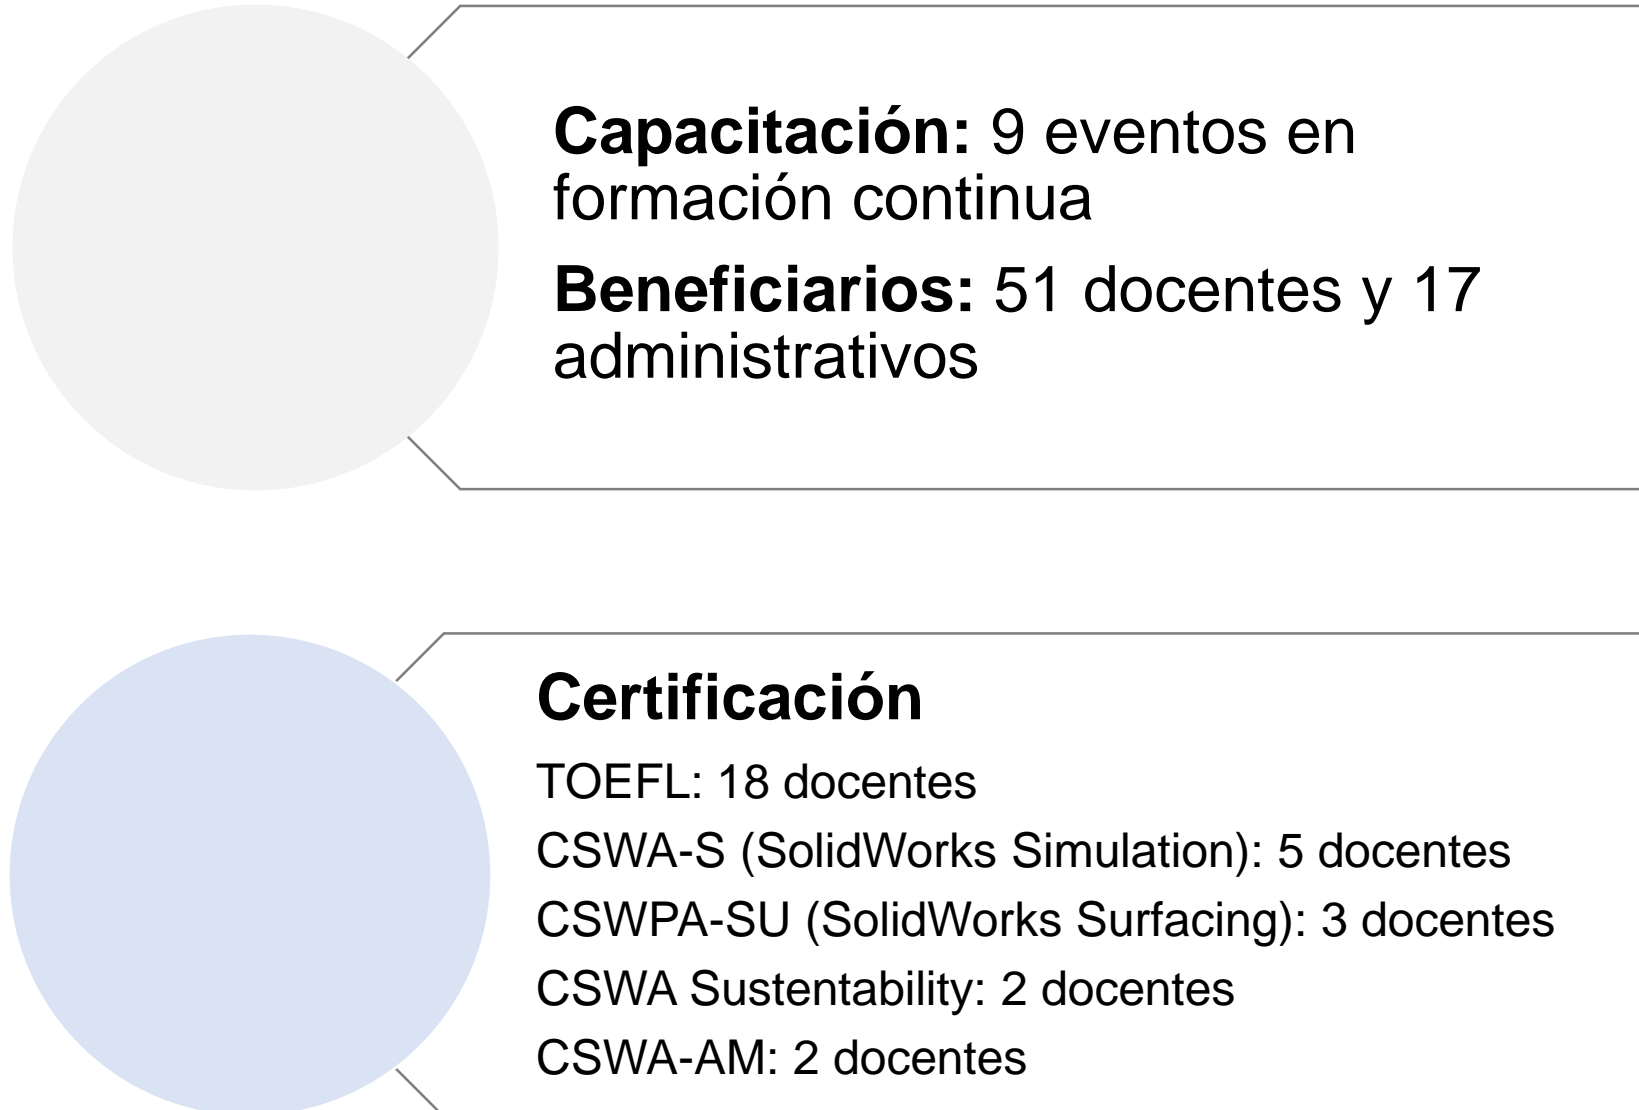 Capacitación: 9 eventos en
formación continua
Beneficiarios: 51 docentes y 17
administrativos
Certificación
TOEFL: 18 docentes
CSWA-S (SolidWorks Simulation): 5 docentes
CSWPA-SU (SolidWorks Surfacing): 3 docentes
CSWA Sustentability: 2 docentes
CSWA-AM: 2 docentes